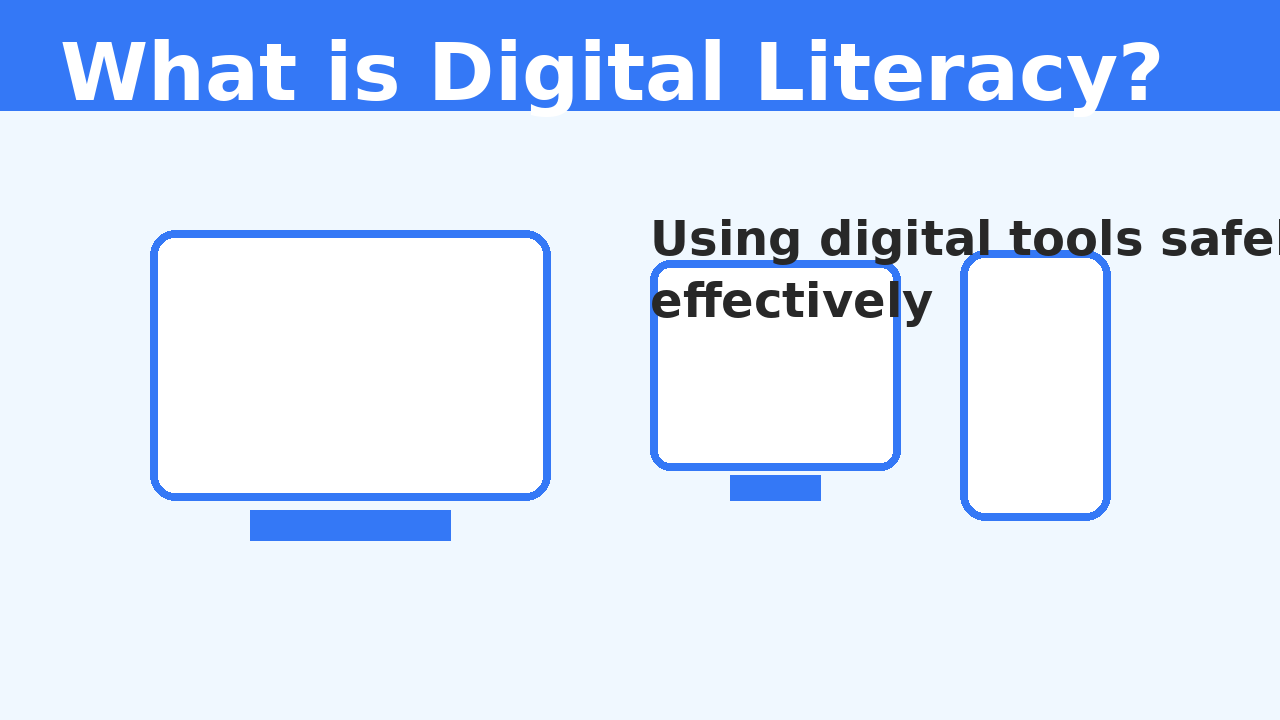 What is Digital Literacy?
Using digital tools safel
effectively